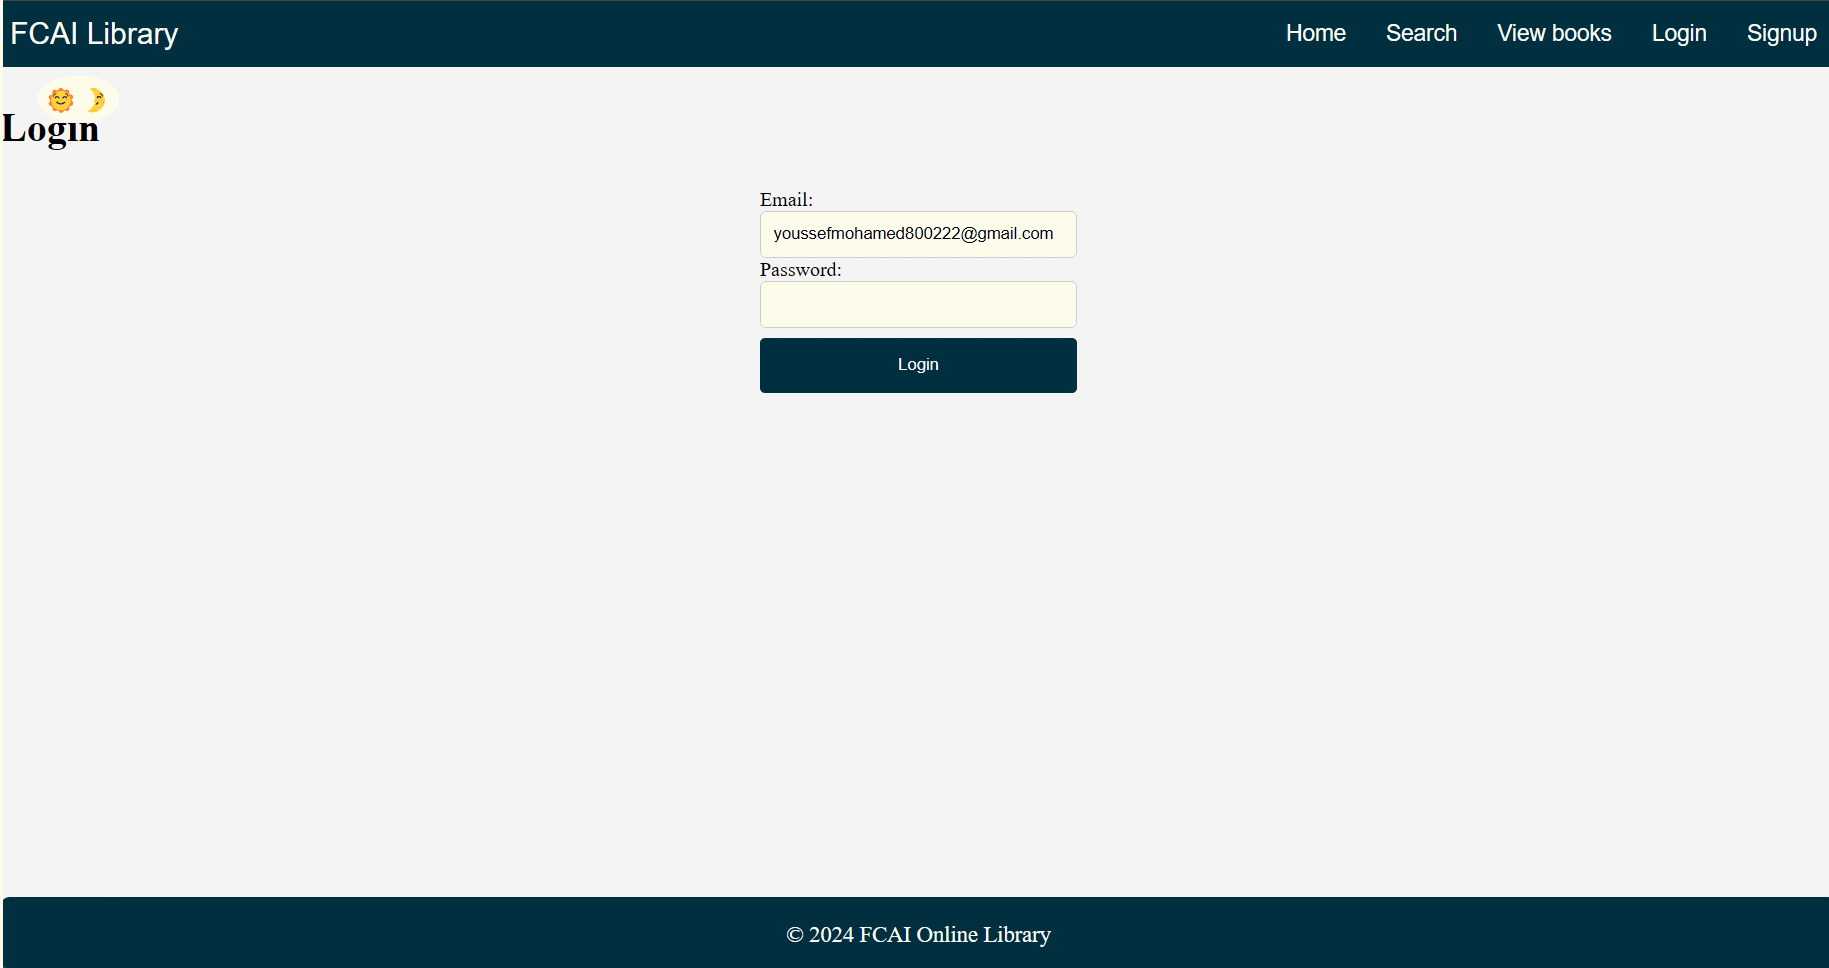 FCAI Library
Home Search View books Login Signup
Login
Email:
youssefmohamed800222@gmail.com
Password:
Login
© 2024 FCAI Online Library